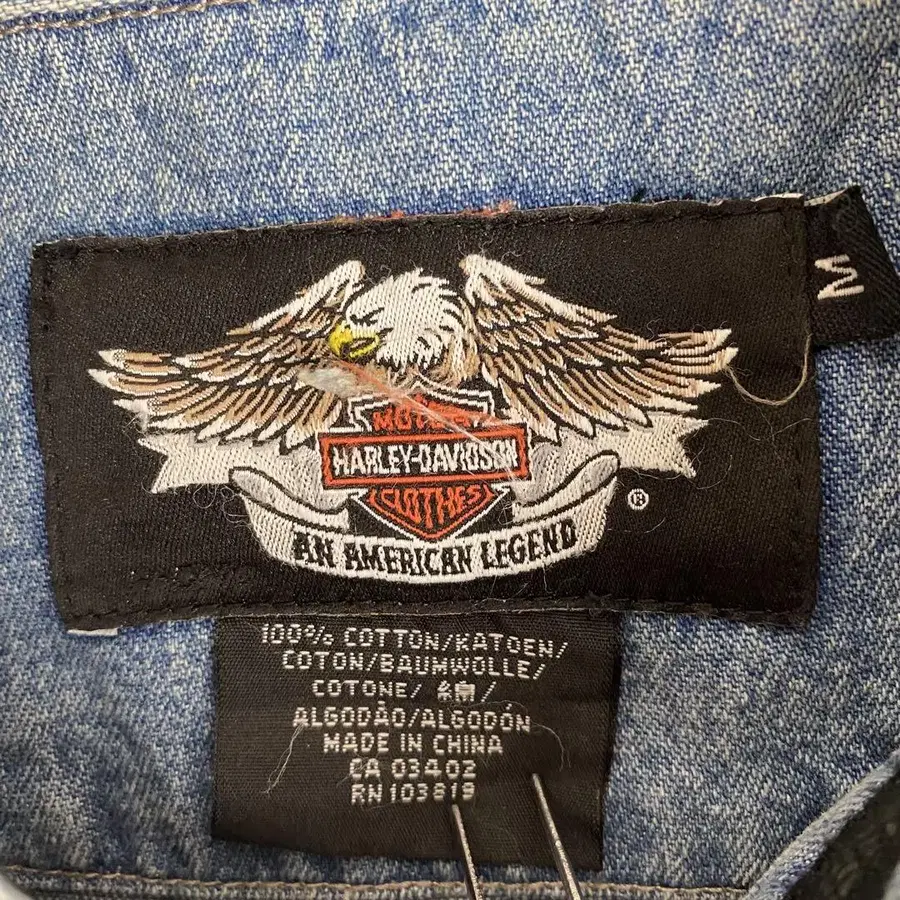 M
MOTOR
HARLEY-DAVIDSON
CLOTHES
®
AN AMERICAN LEGEND
100% COTTON/KATOEN/
COTON/BAUMWOLLE/
COTONE/ 綿/
ALGODÃO/ALGODÓN
MADE IN CHINA
CA 03402
RN 103819